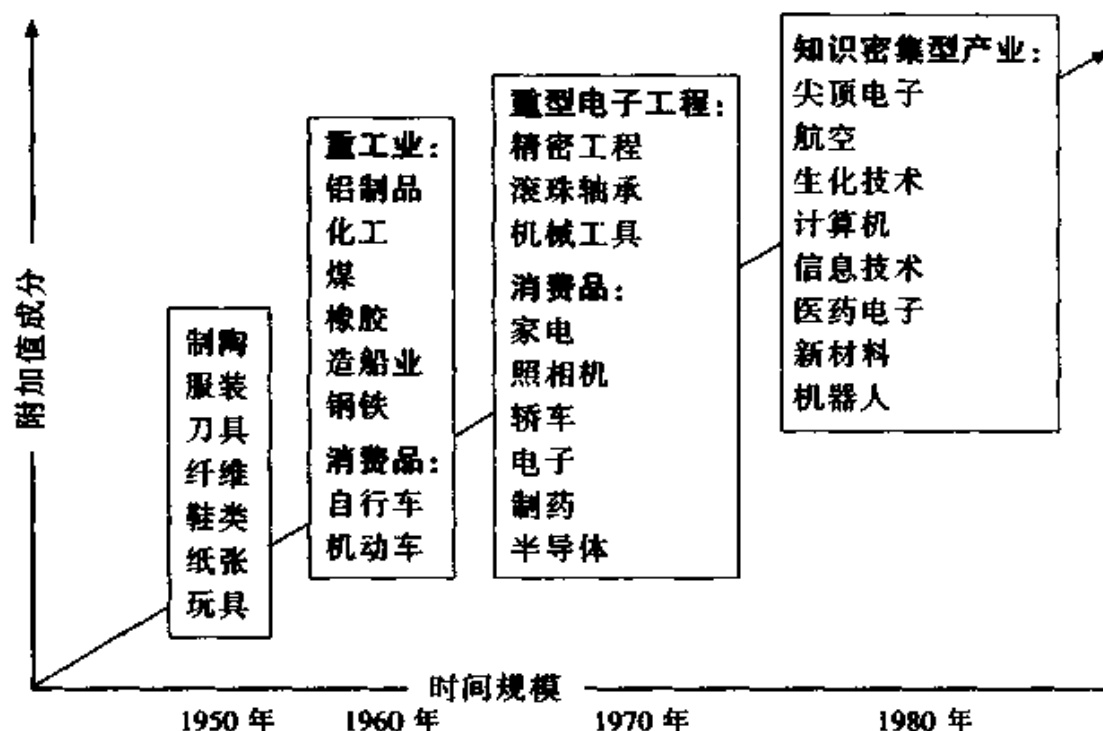 附加值成分
制陶
服装
刀具
纤维
鞋类
纸张
玩具
重工业：
铝制品
化工
煤
橡胶
造船业
钢铁
消费品：
自行车
机动车
重型电子工程：
精密工程
滚珠轴承
机械工具
消费品：
家电
照相机
轿车
电子
制药
半导体
知识密集型产业：
尖顶电子
航空
生化技术
计算机
信息技术
医药电子
新材料
机器人
时间规模
1950 年
1960 年
1970 年
1980 年